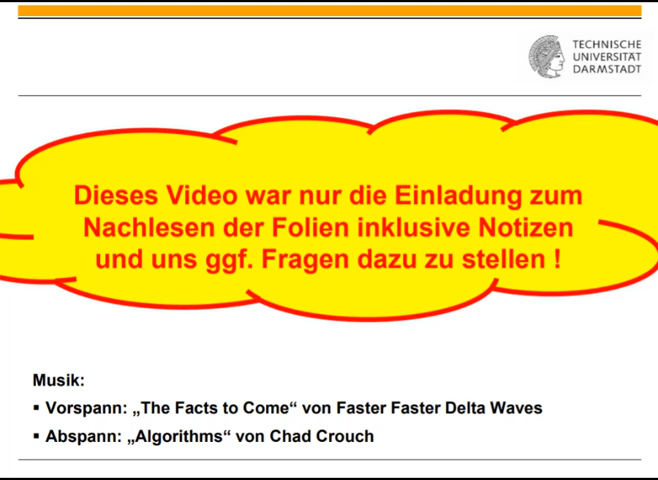 TECHNISCHE
UNIVERSITÄT
DARMSTADT
Dieses Video war nur die Einladung zum
Nachlesen der Folien inklusive Notizen
und uns ggf. Fragen dazu zu stellen !
Musik:
▪ Vorspann: „The Facts to Come“ von Faster Faster Delta Waves
▪ Abspann: „Algorithms“ von Chad Crouch